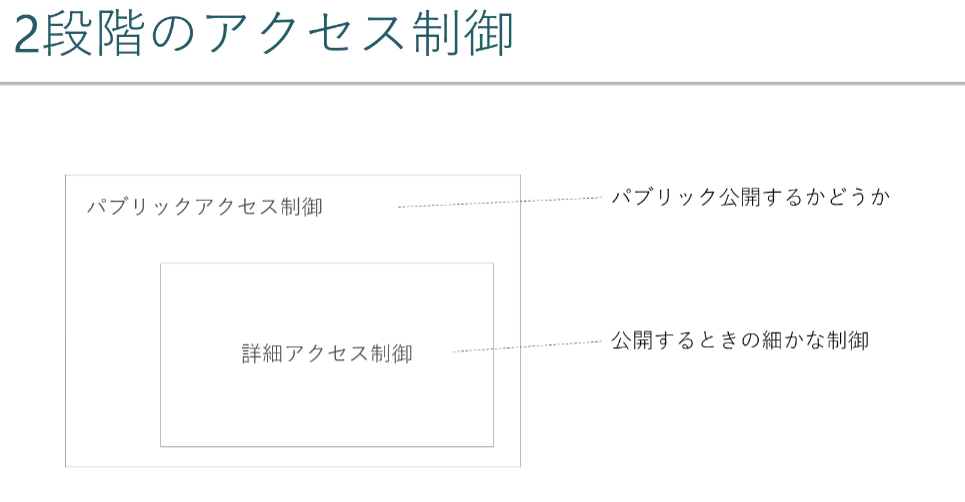 2段階のアクセス制御
パブリックアクセス制御
パブリック公開するかどうか
詳細アクセス制御
公開するときの細かな制御